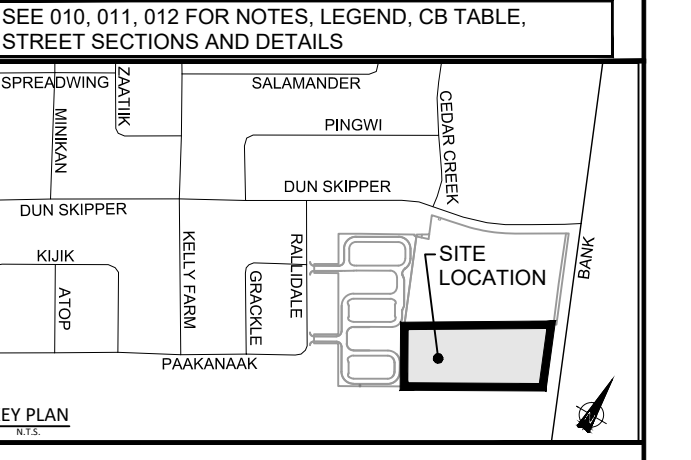 SEE 010, 011, 012 FOR NOTES, LEGEND, CB TABLE,
STREET SECTIONS AND DETAILS
SPREADWING
ZAATIIK
SALAMANDER
MINIKAN
PINGWI
CEDAR CREEK
DUN SKIPPER
DUN SKIPPER
KIJIK
ATOP
KELLY FARM
GRACKLE
RALLIDALE
SITE
LOCATION
BANK
PAAKANAAK
EY PLAN
N.T.S.